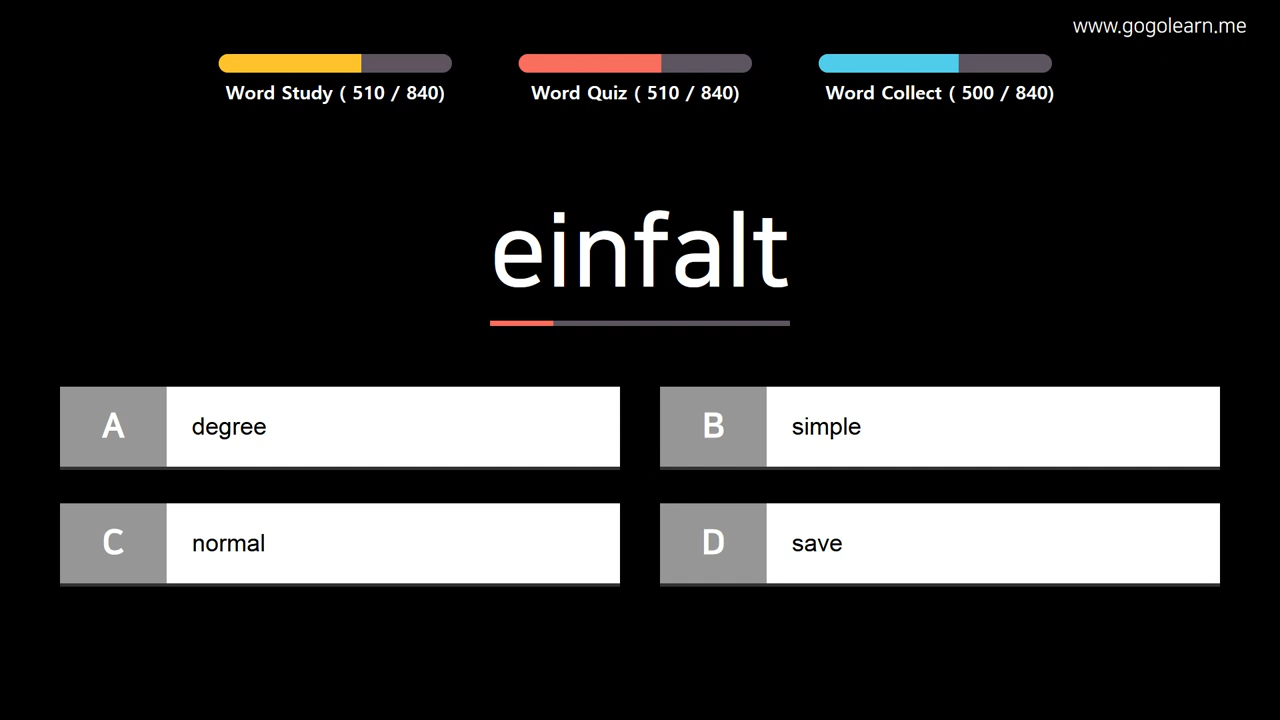 www.gogolearn.me
Word Study ( 510 / 840)
Word Quiz ( 510 / 840)
Word Collect ( 500 / 840)
einfalt
A degree
B simple
C normal
D save